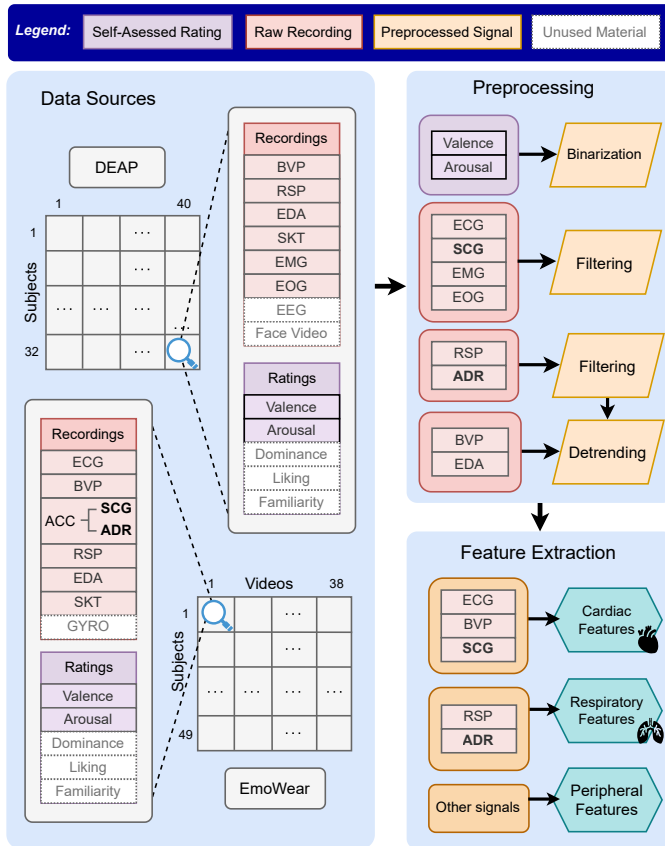 Legend:
Self-Asessed Rating
Raw Recording
Preprocessed Signal
Unused Material
Data Sources
DEAP
1
40
1
Subjects
32
. . .
. . .
. . .
. . .
. . .
. . .
Recordings
BVP
RSP
EDA
SKT
EMG
EOG
EEG
Face Video
Ratings
Valence
Arousal
Dominance
Liking
Familiarity
Recordings
ECG
BVP
ACC
SCG
ADR
RSP
EDA
SKT
GYRO
Ratings
Valence
Arousal
Dominance
Liking
Familiarity
Videos
1
38
1
Subjects
49
. . .
. . .
. . .
. . .
. . .
. . .
. . .
EmoWear
Preprocessing
Valence
Arousal
Binarization
ECG
SCG
EMG
EOG
Filtering
RSP
ADR
Filtering
BVP
EDA
Detrending
Feature Extraction
ECG
BVP
SCG
Cardiac
Features
RSP
ADR
Respiratory
Features
Other signals
Peripheral
Features